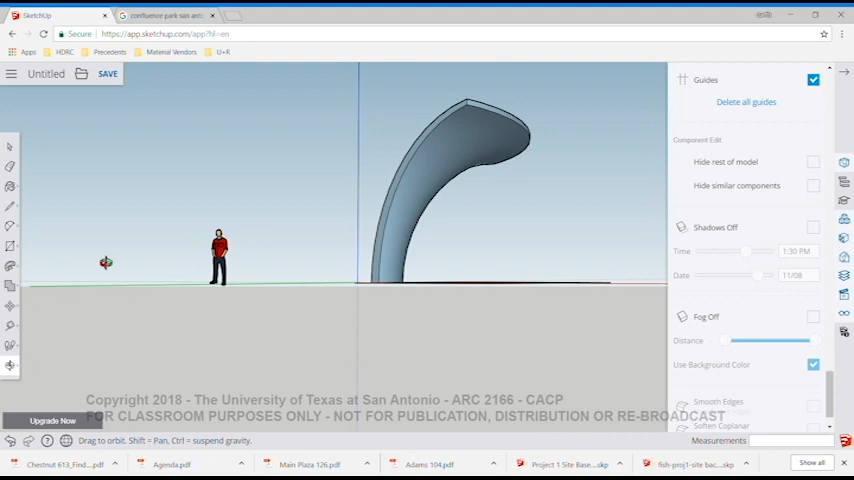 SketchUp
confluence park san anto
Secure https://app.sketchup.com/app?hl=en
Apps HDRC Precedents Material Vendors U+R
Untitled SAVE
Guides
Delete all guides
Component Edit
Hide rest of model
Hide similar components
Shadows Off
Time 1:30 PM
Date 11/08
Fog Off
Distance
Use Background Color
Smooth Edges
Soften Coplanar
Copyright 2018 - The University of Texas at San Antonio - ARC 2166 - CACP
FOR CLASSROOM PURPOSES ONLY - NOT FOR PUBLICATION, DISTRIBUTION OR RE-BROADCAST
Upgrade Now
Drag to orbit. Shift = Pan, Ctrl = suspend gravity. Measurements
Chestnut 613_Find....pdf Agenda.pdf Main Plaza 126.pdf Adams 104.pdf Project 1 Site Base....skp fish-proj1-site bac....skp Show all